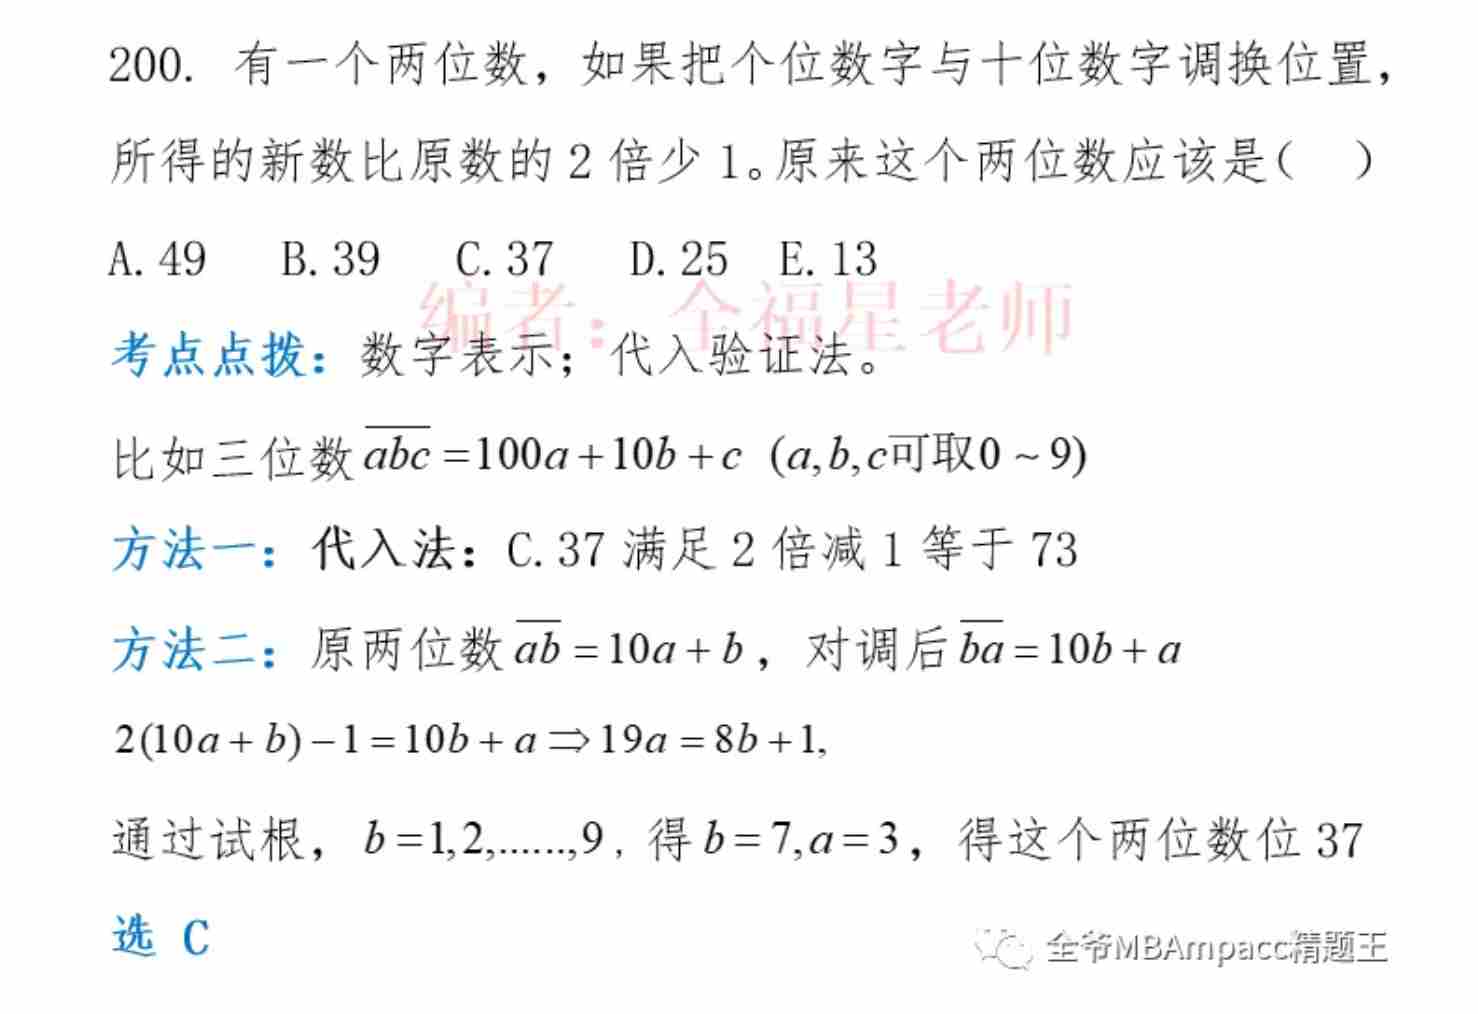 200. 有一个两位数，如果把个位数字与十位数字调换位置，
所得的新数比原数的 2 倍少 1。原来这个两位数应该是（ ）
A. 49 B. 39 C. 37 D. 25 E. 13
编者：全福星老师
考点点拨：数字表示；代入验证法。
比如三位数 \overline{abc} =100a+10b+c (a,b,c可取0～9)
方法一：代入法：C. 37 满足 2 倍减 1 等于 73
方法二：原两位数 \overline{ab} = 10a + b，对调后 \overline{ba} = 10b + a
2(10a + b) − 1 = 10b + a ⇒ 19a = 8b + 1,
通过试根，b = 1,2,......,9，得 b = 7, a = 3，得这个两位数位 37
选 C
全爷MBAmpacc精题王